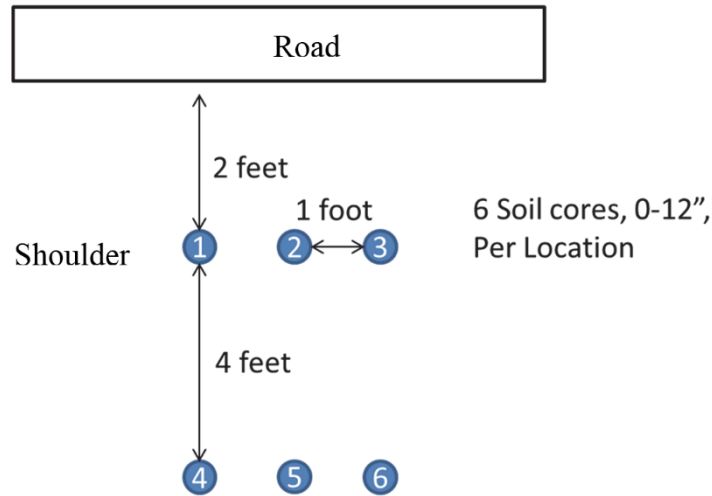 Road
2 feet
1 foot
6 Soil cores, 0-12”,
Per Location
1
2
3
Shoulder
4 feet
4
5
6